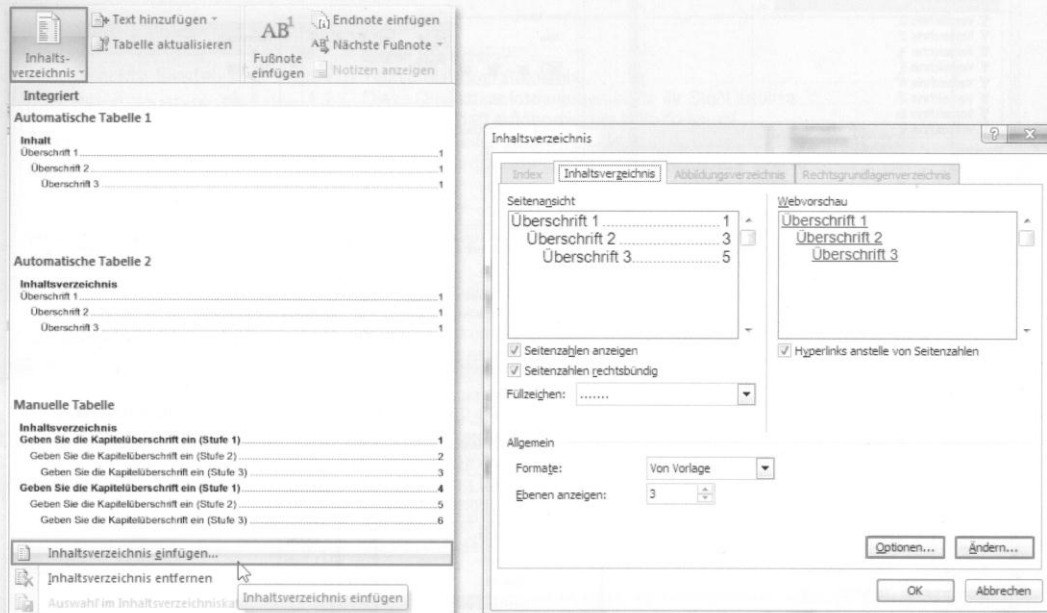 Inhalts-
verzeichnis
Text hinzufügen
Tabelle aktualisieren
AB¹
Fußnote
einfügen
Endnote einfügen
AB Nächste Fußnote
Notizen anzeigen
Integriert
Automatische Tabelle 1
Inhalt
Überschrift 1 ........ 1
Überschrift 2 ........ 1
Überschrift 3 ........ 1
Automatische Tabelle 2
Inhaltsverzeichnis
Überschrift 1 ........ 1
Überschrift 2 ........ 1
Überschrift 3 ........ 1
Manuelle Tabelle
Inhaltsverzeichnis
Geben Sie die Kapitelüberschrift ein (Stufe 1) ........ 1
Geben Sie die Kapitelüberschrift ein (Stufe 2) ........ 2
Geben Sie die Kapitelüberschrift ein (Stufe 3) ........ 3
Geben Sie die Kapitelüberschrift ein (Stufe 1) ........ 4
Geben Sie die Kapitelüberschrift ein (Stufe 2) ........ 5
Geben Sie die Kapitelüberschrift ein (Stufe 3) ........ 6
Inhaltsverzeichnis einfügen...
Inhaltsverzeichnis entfernen
Auswahl im
Inhaltsverzeichnis einfügen
Inhaltsverzeichnis
Index Inhaltsverzeichnis Abbildungsverzeichnis Rechtsgrundlagenverzeichnis
Seitenansicht
Überschrift 1 ........ 1
Überschrift 2 ........ 3
Überschrift 3 ........ 5
Webvorschau
Überschrift 1
Überschrift 2
Überschrift 3
Seitenzahlen anzeigen
Seitenzahlen rechtsbündig
Hyperlinks anstelle von Seitenzahlen
Füllzeichen: .......
Allgemein
Formate: Von Vorlage
Ebenen anzeigen: 3
Optionen... Ändern...
OK Abbrechen